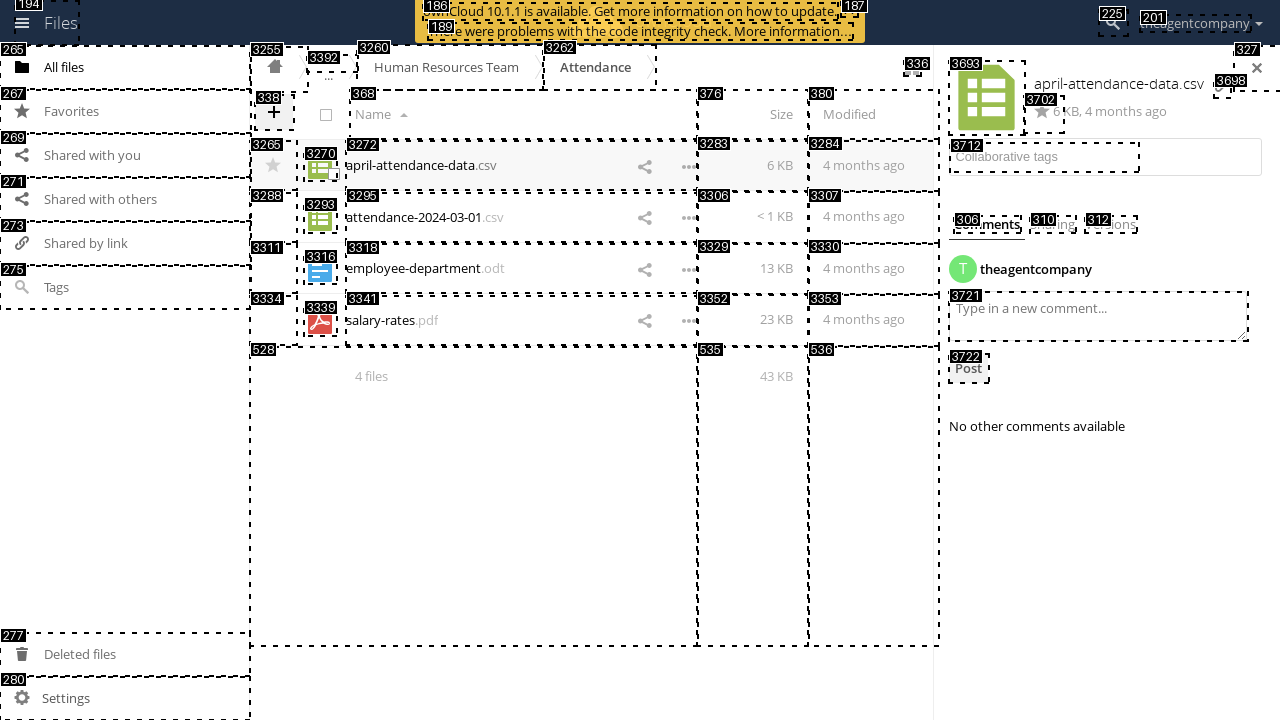 194
Files
186
ownCloud 10.1.1 is available. Get more information on how to update.
187
189
There were problems with the code integrity check. More information…
225
201
theagentcompany
265
All files
267
Favorites
269
Shared with you
271
Shared with others
273
Shared by link
275
Tags
277
Deleted files
280
Settings
3255
3392
...
3260
Human Resources Team
3262
Attendance
336
338
+
368
Name
376
Size
380
Modified
3265
3270
3272
april-attendance-data.csv
3283
6 KB
3284
4 months ago
3288
3293
3295
attendance-2024-03-01.csv
3306
< 1 KB
3307
4 months ago
3311
3316
3318
employee-department.odt
3329
13 KB
3330
4 months ago
3334
3339
3341
salary-rates.pdf
3352
23 KB
3353
4 months ago
528
4 files
535
43 KB
536
327
3693
april-attendance-data.csv
3698
3702
6 KB, 4 months ago
3712
Collaborative tags
306
Comments
310
Sharing
312
Versions
T
theagentcompany
3721
Type in a new comment...
3722
Post
No other comments available